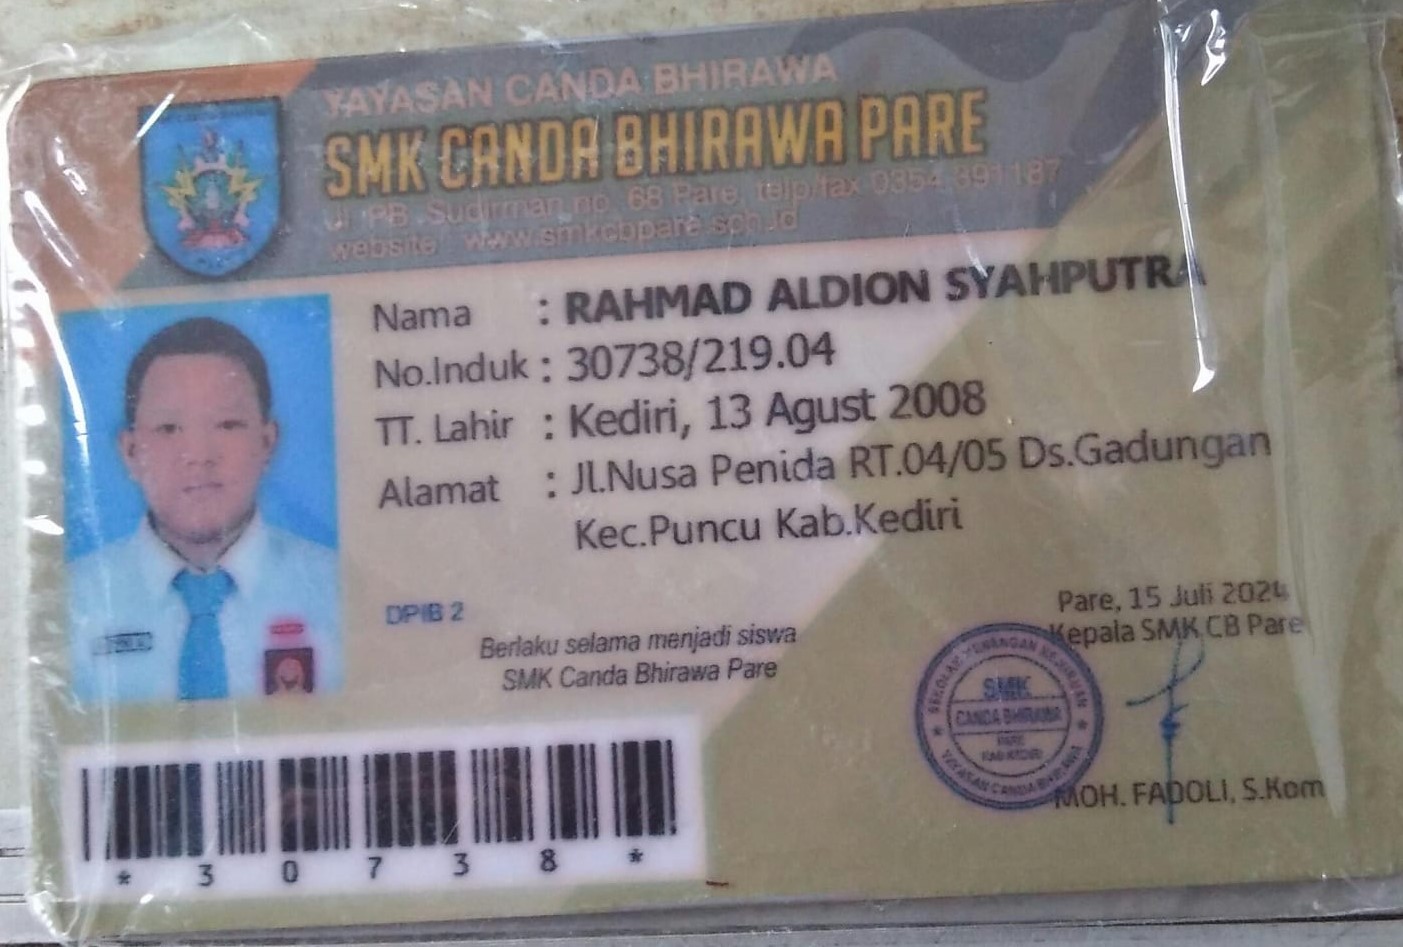 YAYASAN CANDA BHIRAWA
SMK CANDA BHIRAWA PARE
Jl. PB. Sudirman no. 68 Pare, telp/fax 0354 391187
website : www.smkcbpare.sch.id
Nama : RAHMAD ALDION SYAHPUTRA
No.Induk : 30738/219.04
TT. Lahir : Kediri, 13 Agust 2008
Alamat : Jl.Nusa Penida RT.04/05 Ds.Gadungan
Kec.Puncu Kab.Kediri
DPIB 2
Berlaku selama menjadi siswa
SMK Canda Bhirawa Pare
Pare, 15 Juli 2024
Kepala SMK CB Pare
SEKOLAH MENENGAH KEJURUAN
SMK
CANDA BHIRAWA
PARE
KAB.KEDIRI
YAYASAN CANDA BHIRAWA
MOH. FADOLI, S.Kom
*30738*